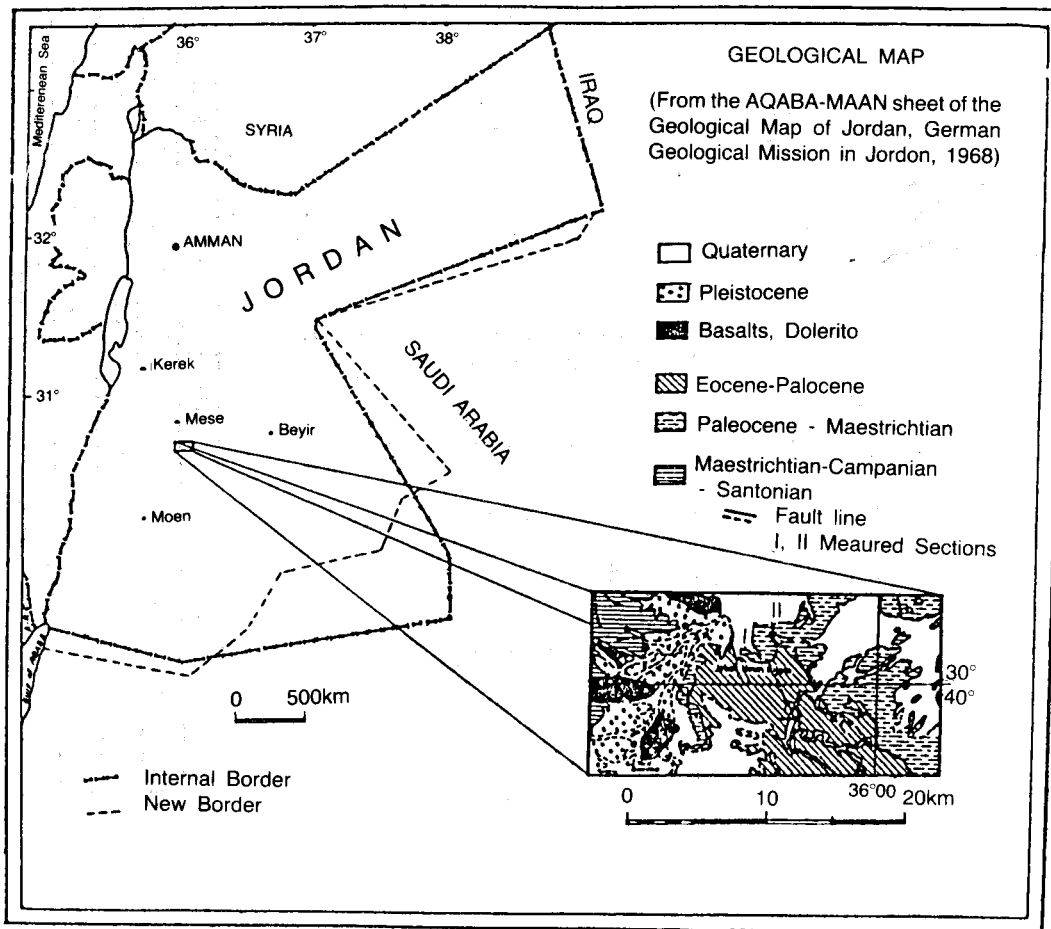 36°
37°
38°
Mediterenean Sea
SYRIA
IRAQ
GEOLOGICAL MAP
(From the AQABA-MAAN sheet of the
Geological Map of Jordan, German
Geological Mission in Jordon, 1968)
32°
AMMAN
JORDAN
SAUDI ARABIA
Kerek
31°
Mese
Beyir
Moen
Quaternary
Pleistocene
Basalts, Dolerito
Eocene-Palocene
Paleocene - Maestrichtian
Maestrichtian-Campanian
- Santonian
Fault line
I, II Meaured Sections
II
I
30°
40°
Gulf of AQABA
0 500km
Internal Border
New Border
36°00
0 10 20km